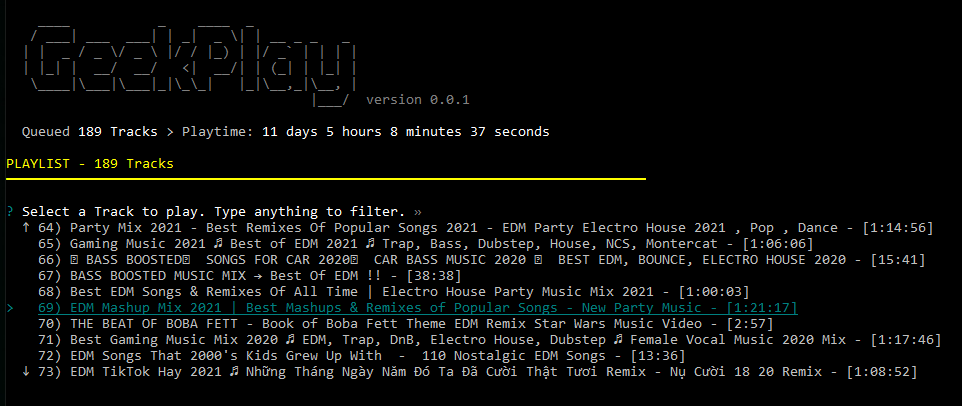 GeekPlay
version 0.0.1
Queued 189 Tracks > Playtime: 11 days 5 hours 8 minutes 37 seconds
PLAYLIST - 189 Tracks
? Select a Track to play. Type anything to filter. »
↑ 64) Party Mix 2021 - Best Remixes Of Popular Songs 2021 - EDM Party Electro House 2021 , Pop , Dance - [1:14:56]
65) Gaming Music 2021 ♫ Best of EDM 2021 ♫ Trap, Bass, Dubstep, House, NCS, Montercat - [1:06:06]
66) ⍰ BASS BOOSTED⍰ SONGS FOR CAR 2020⍰ CAR BASS MUSIC 2020 ⍰ BEST EDM, BOUNCE, ELECTRO HOUSE 2020 - [15:41]
67) BASS BOOSTED MUSIC MIX → Best Of EDM !! - [38:38]
68) Best EDM Songs & Remixes Of All Time | Electro House Party Music Mix 2021 - [1:00:03]
> 69) EDM Mashup Mix 2021 | Best Mashups & Remixes of Popular Songs - New Party Music - [1:21:17]
70) THE BEAT OF BOBA FETT - Book of Boba Fett Theme EDM Remix Star Wars Music Video - [2:57]
71) Best Gaming Music Mix 2020 ♫ EDM, Trap, DnB, Electro House, Dubstep ♫ Female Vocal Music 2020 Mix - [1:17:46]
72) EDM Songs That 2000's Kids Grew Up With - 110 Nostalgic EDM Songs - [13:36]
↓ 73) EDM TikTok Hay 2021 ♫ Những Tháng Ngày Năm Đó Ta Đã Cười Thật Tươi Remix - Nụ Cười 18 20 Remix - [1:08:52]